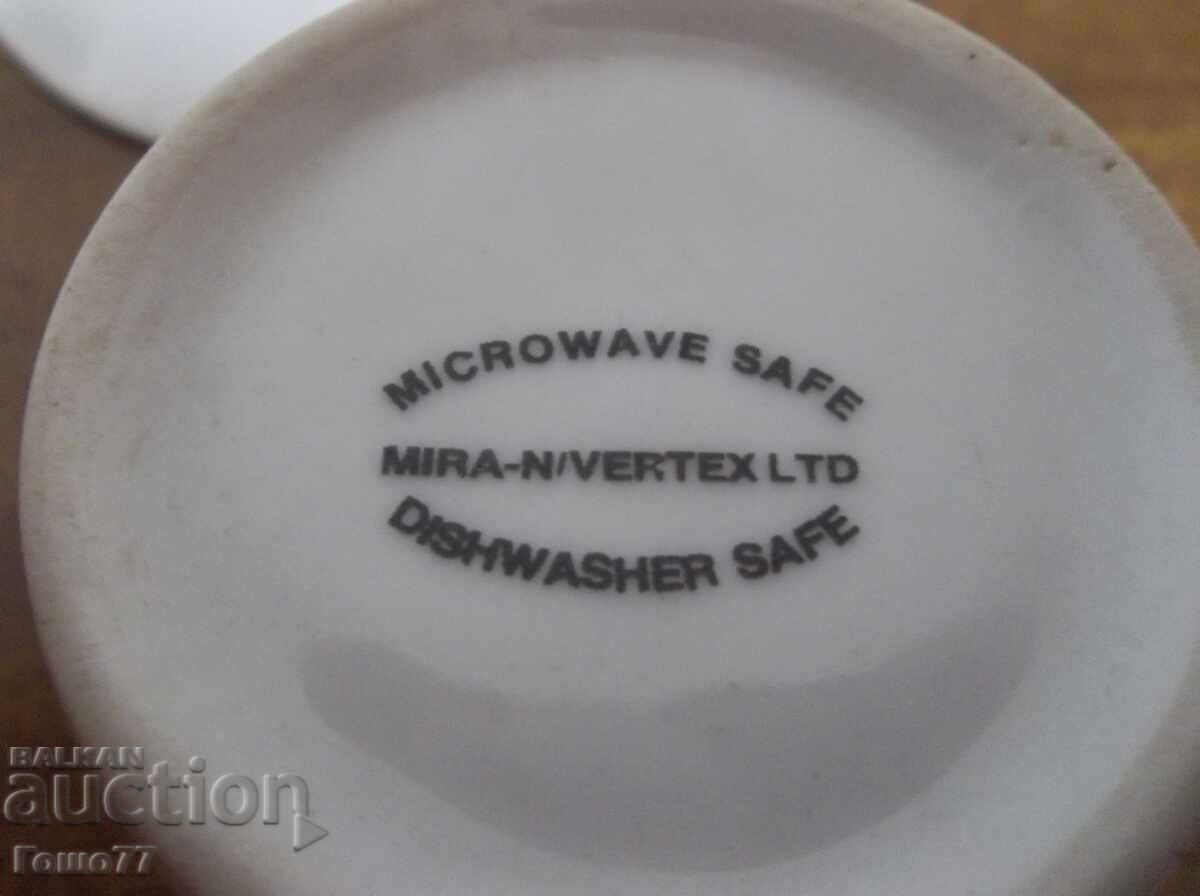 MICROWAVE SAFE
MIRA-N/VERTEX LTD
DISHWASHER SAFE
BALKAN
auction
Гошо77